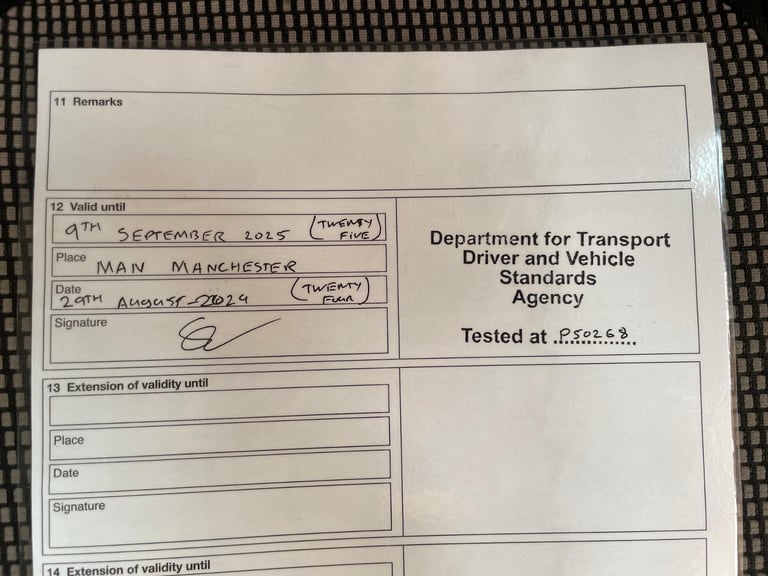 11 Remarks
12 Valid until
9TH SEPTEMBER 2025 (TWENTY FIVE)
Place MAN MANCHESTER
Date
29TH AUGUST-2024 (TWENTY FOUR)
Signature
Department for Transport
Driver and Vehicle
Standards
Agency
Tested at P50268
13 Extension of validity until
Place
Date
Signature
14 Extension of validity until